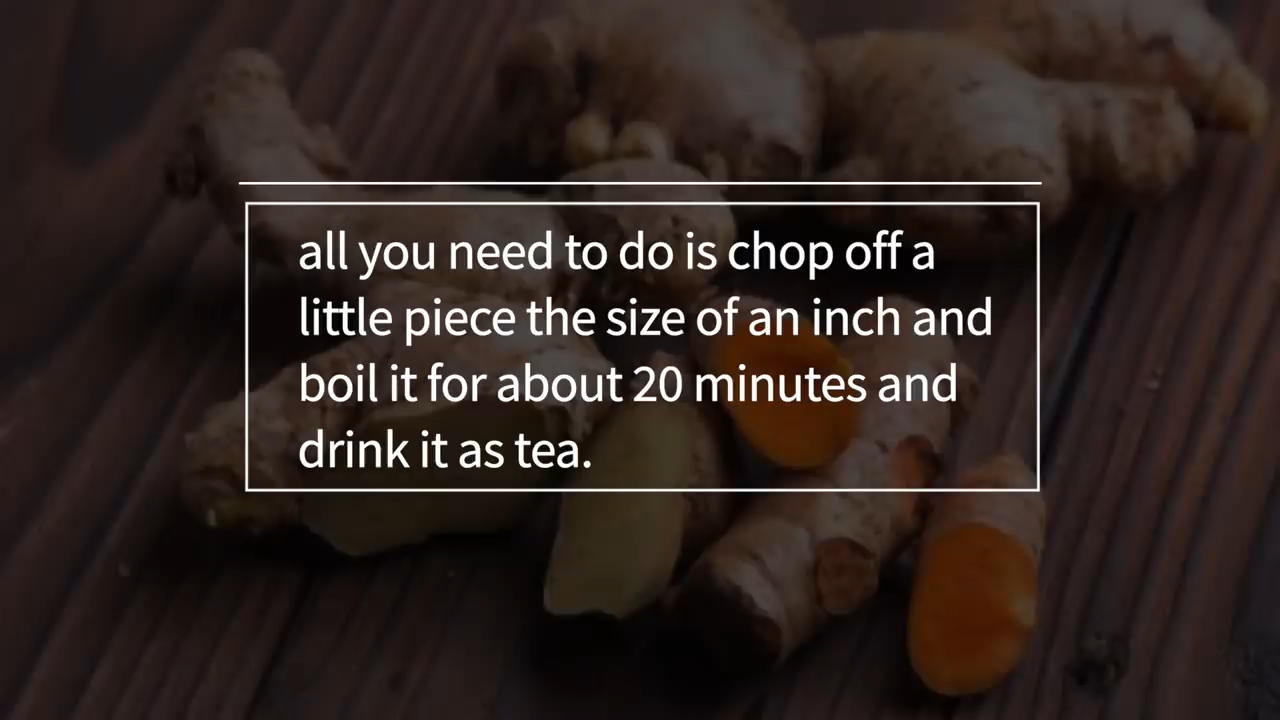 all you need to do is chop off a
little piece the size of an inch and
boil it for about 20 minutes and
drink it as tea.